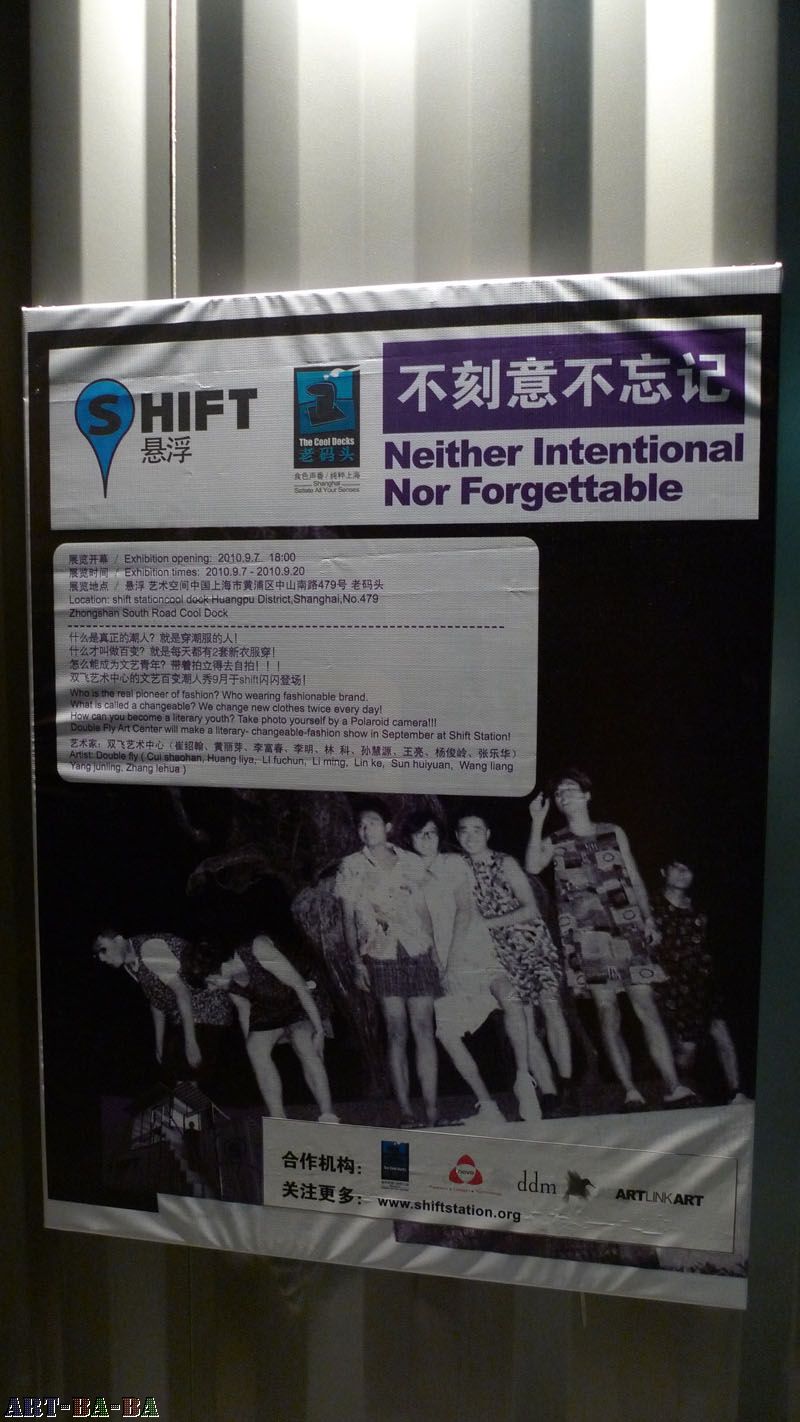 SHIFT
悬浮
The Cool Docks
老码头
食色声香/纯粹上海
Shanghai
Satiate All Your Senses
不刻意不忘记
Neither Intentional
Nor Forgettable
展览开幕 / Exhibition opening: 2010.9.7 18:00
展览时间 / Exhibition times: 2010.9.7 - 2010.9.20
展览地点 / 悬浮 艺术空间中国上海市黄浦区中山南路479号 老码头
Location: shift stationcool dock Huangpu District,Shanghai,No.479
Zhongshan South Road Cool Dock
什么是真正的潮人？就是穿潮服的人！
什么才叫做百变？就是每天都有2套新衣服穿！
怎么能成为文艺青年？带着拍立得去自拍！！！
双飞艺术中心的文艺百变潮人秀9月于shift闪闪登场！
Who is the real pioneer of fashion? Who wearing fashionable brand.
What is called a changeable? We change new clothes twice every day!
How can you become a literary youth? Take photo yourself by a Polaroid camera!!!
Double Fly Art Center will make a literary- changeable-fashion show in September at Shift Station!
艺术家：双飞艺术中心（崔绍翰、黄丽芽、李富春、李明、林 科、孙慧源、王亮、杨俊岭、张乐华）
Artist: Double fly ( Cui shaohan, Huang liya, LI fuchun, Li ming, Lin ke, Sun huiyuan, Wang liang
Yang junling, Zhang lehua )
合作机构：
The Cool Docks
neve
ddm
ARTLINKART
关注更多： www.shiftstation.org
ART-BA-BA